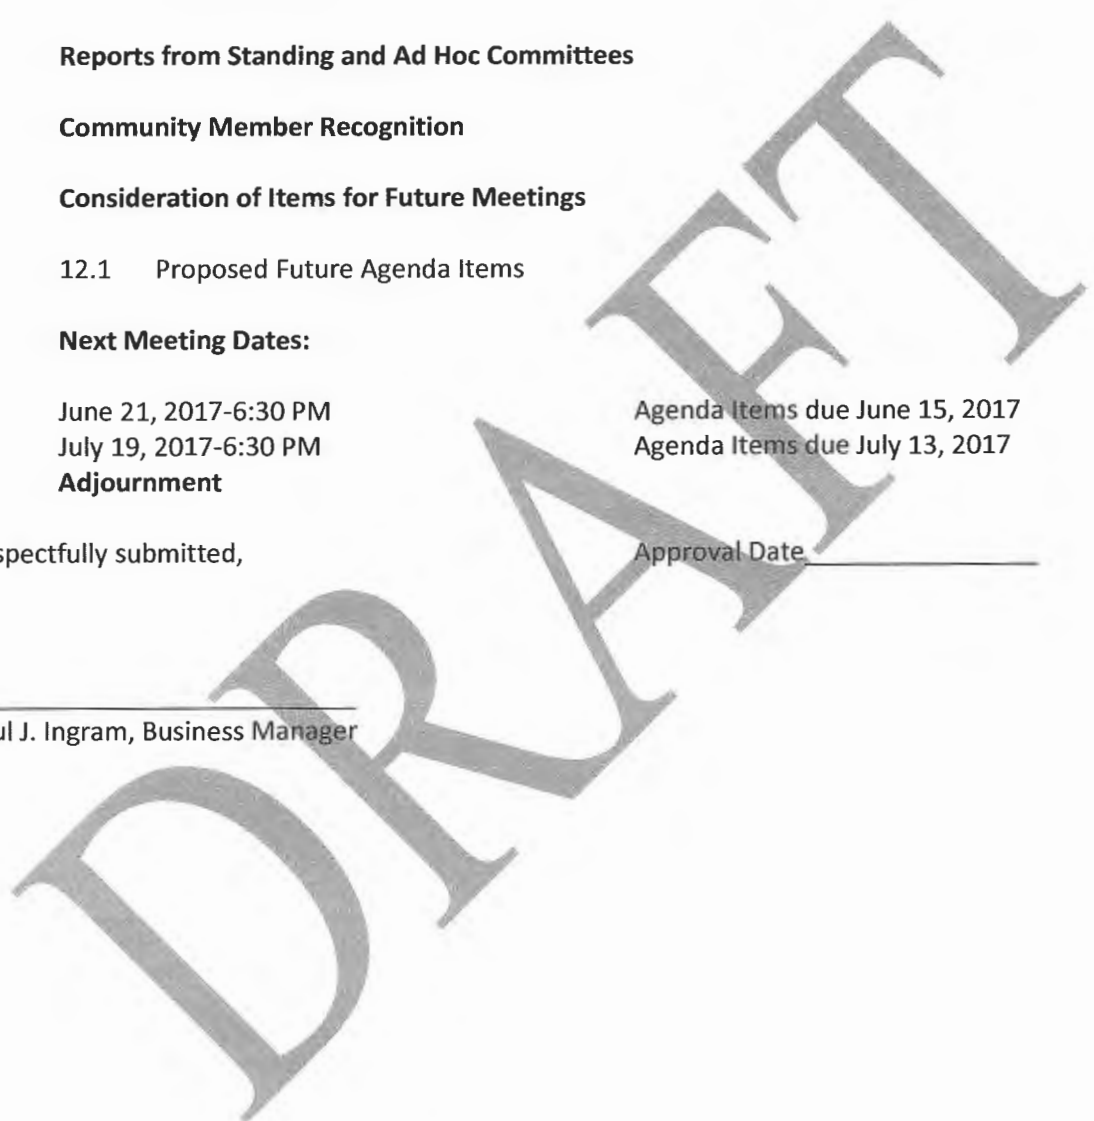 Reports from Standing and Ad Hoc Committees
Community Member Recognition
Consideration of Items for Future Meetings
12.1 Proposed Future Agenda Items
Next Meeting Dates:
June 21, 2017-6:30 PM Agenda Items due June 15, 2017
July 19, 2017-6:30 PM Agenda Items due July 13, 2017
Adjournment
spectfully submitted, Approval Date
ul J. Ingram, Business Manager
DRAFT